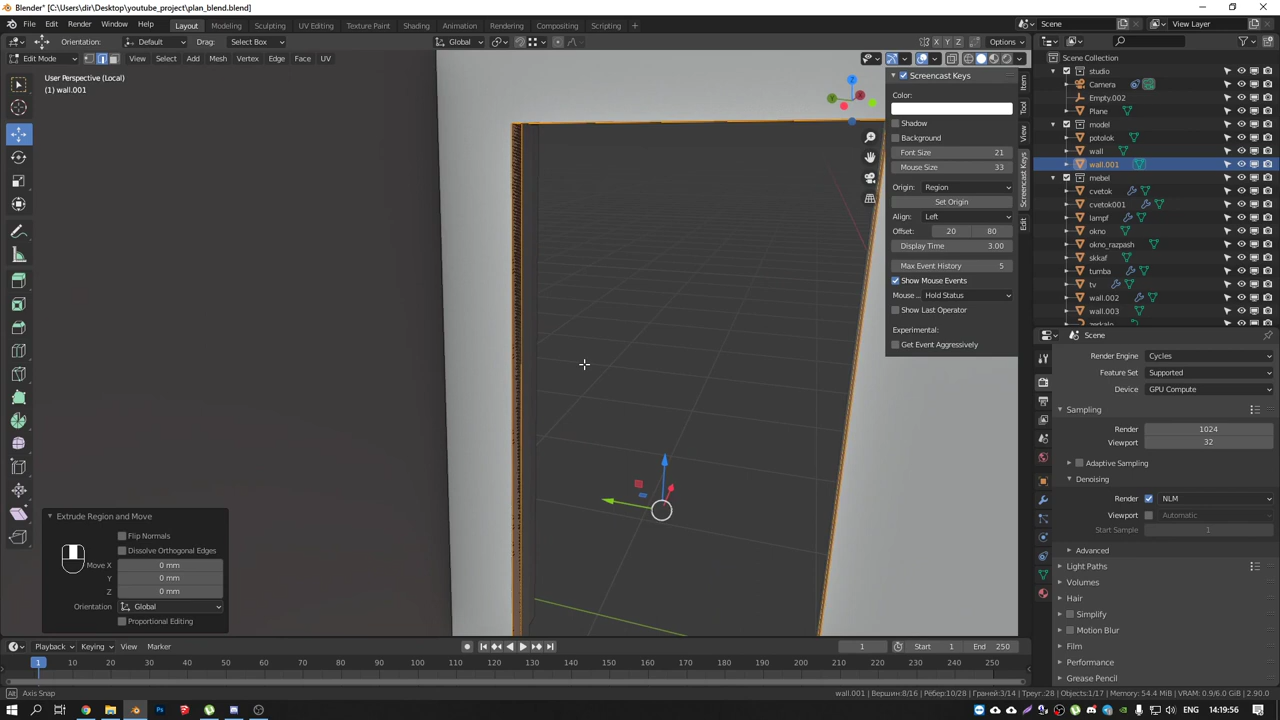 Blender* [C:\Users\dir\Desktop\youtube_project\plan_blend.blend]
File Edit Render Window Help Layout Modeling Sculpting UV Editing Texture Paint Shading Animation Rendering Compositing Scripting + Scene View Layer
Orientation: Default Drag: Select Box Global X Y Z Options
Edit Mode View Select Add Mesh Vertex Edge Face UV
User Perspective (Local)
(1) wall.001
Screencast Keys
Color:
Shadow
Background
Font Size 21
Mouse Size 33
Origin: Region
Set Origin
Align: Left
Offset: 20 80
Display Time 3.00
Max Event History 5
Show Mouse Events
Mouse ... Hold Status
Show Last Operator
Experimental:
Get Event Aggressively
Item
Tool
View
Screencast Keys
Edit
Scene Collection
studio
Camera
Empty.002
Plane
model
potolok
wall
wall.001
mebel
cvetok
cvetok001
lampf
okno
okno_razpash
skkaf
tumba
tv
wall.002
wall.003
zerkalo
Scene
Render Engine Cycles
Feature Set Supported
Device GPU Compute
Sampling
Render 1024
Viewport 32
Adaptive Sampling
Denoising
Render NLM
Viewport Automatic
Start Sample 1
Advanced
Light Paths
Volumes
Hair
Simplify
Motion Blur
Film
Performance
Grease Pencil
Extrude Region and Move
Flip Normals
Dissolve Orthogonal Edges
Move X 0 mm
Y 0 mm
Z 0 mm
Orientation Global
Proportional Editing
Playback Keying View Marker 1 Start 1 End 250
1 10 20 30 40 50 60 70 80 90 100 110 120 130 140 150 160 170 180 190 200 210 220 230 240 250
Alt Axis Snap wall.001 | Вершин:8/16 | Рёбер:10/28 | Граней:3/14 | Треуг.:28 | Objects:1/17 | Memory: 54.4 MiB | VRAM: 0.9/6.0 GiB | 2.90.0
ENG 14:19:56